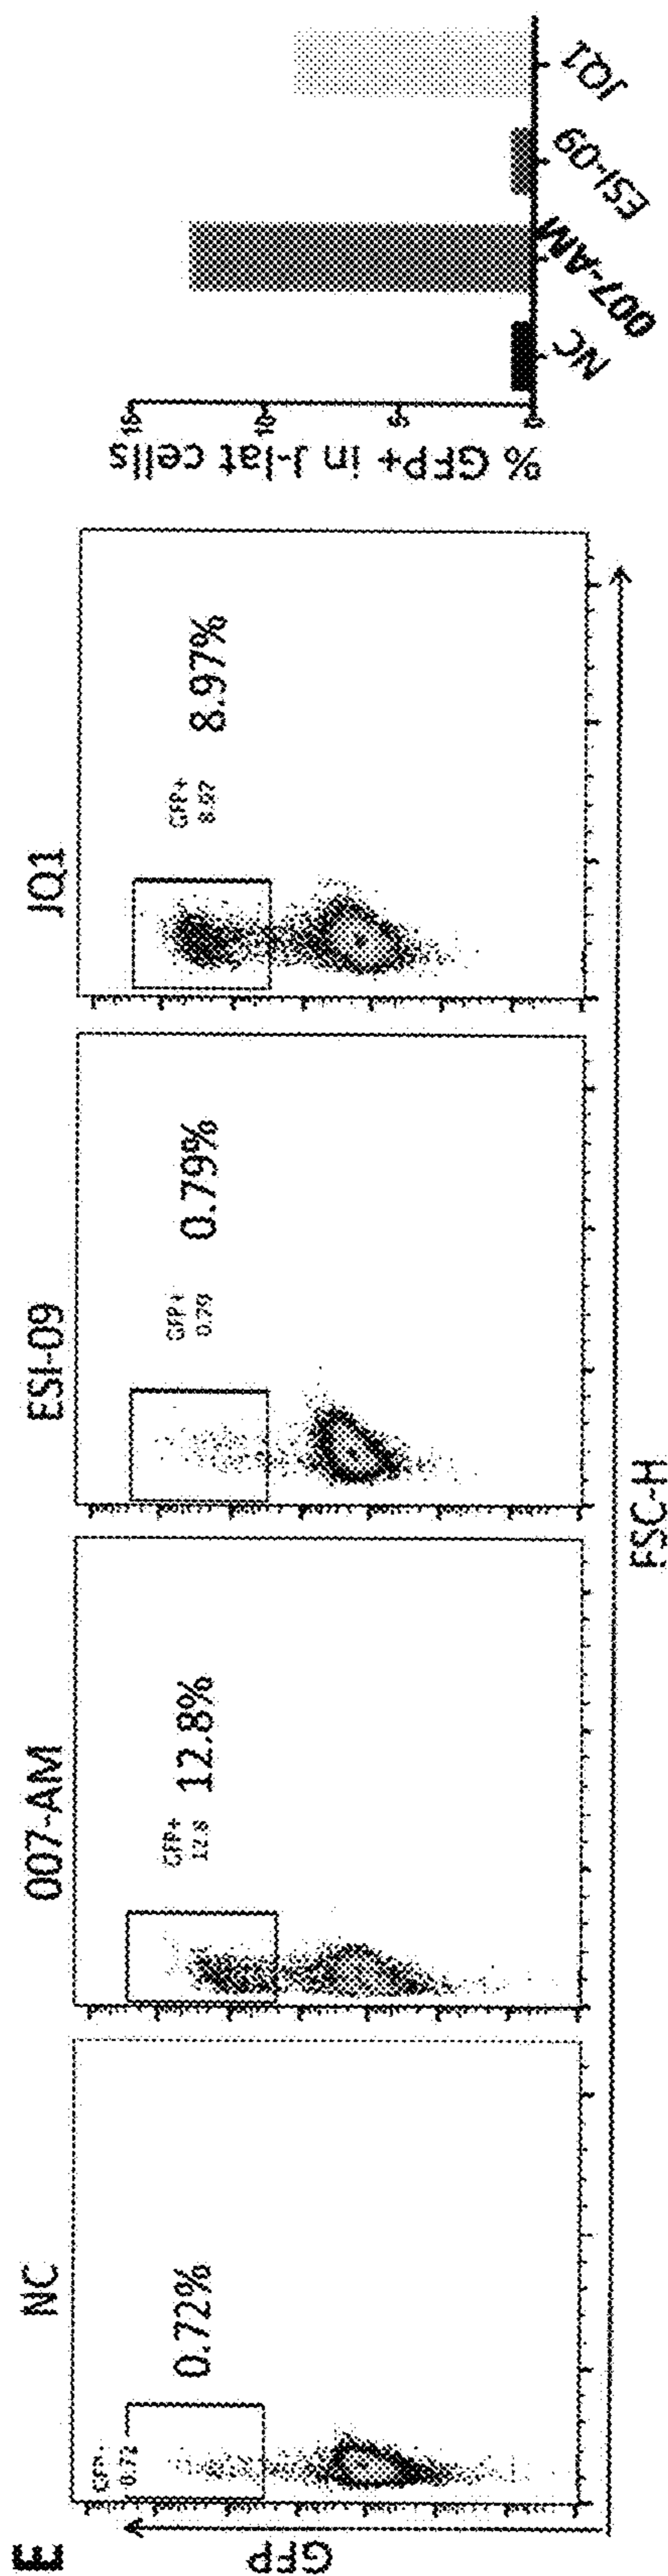 E
NC
007-AM
ESI-09
JQ1
GFP
GFP+
0.72
0.72%
GFP+
12.8
12.8%
GFP+
0.79
0.79%
GFP+
8.97
8.97%
FSC-H
% GFP+ in J-lat cells
15
10
5
0
NC
007-AM
ESI-09
JQ1